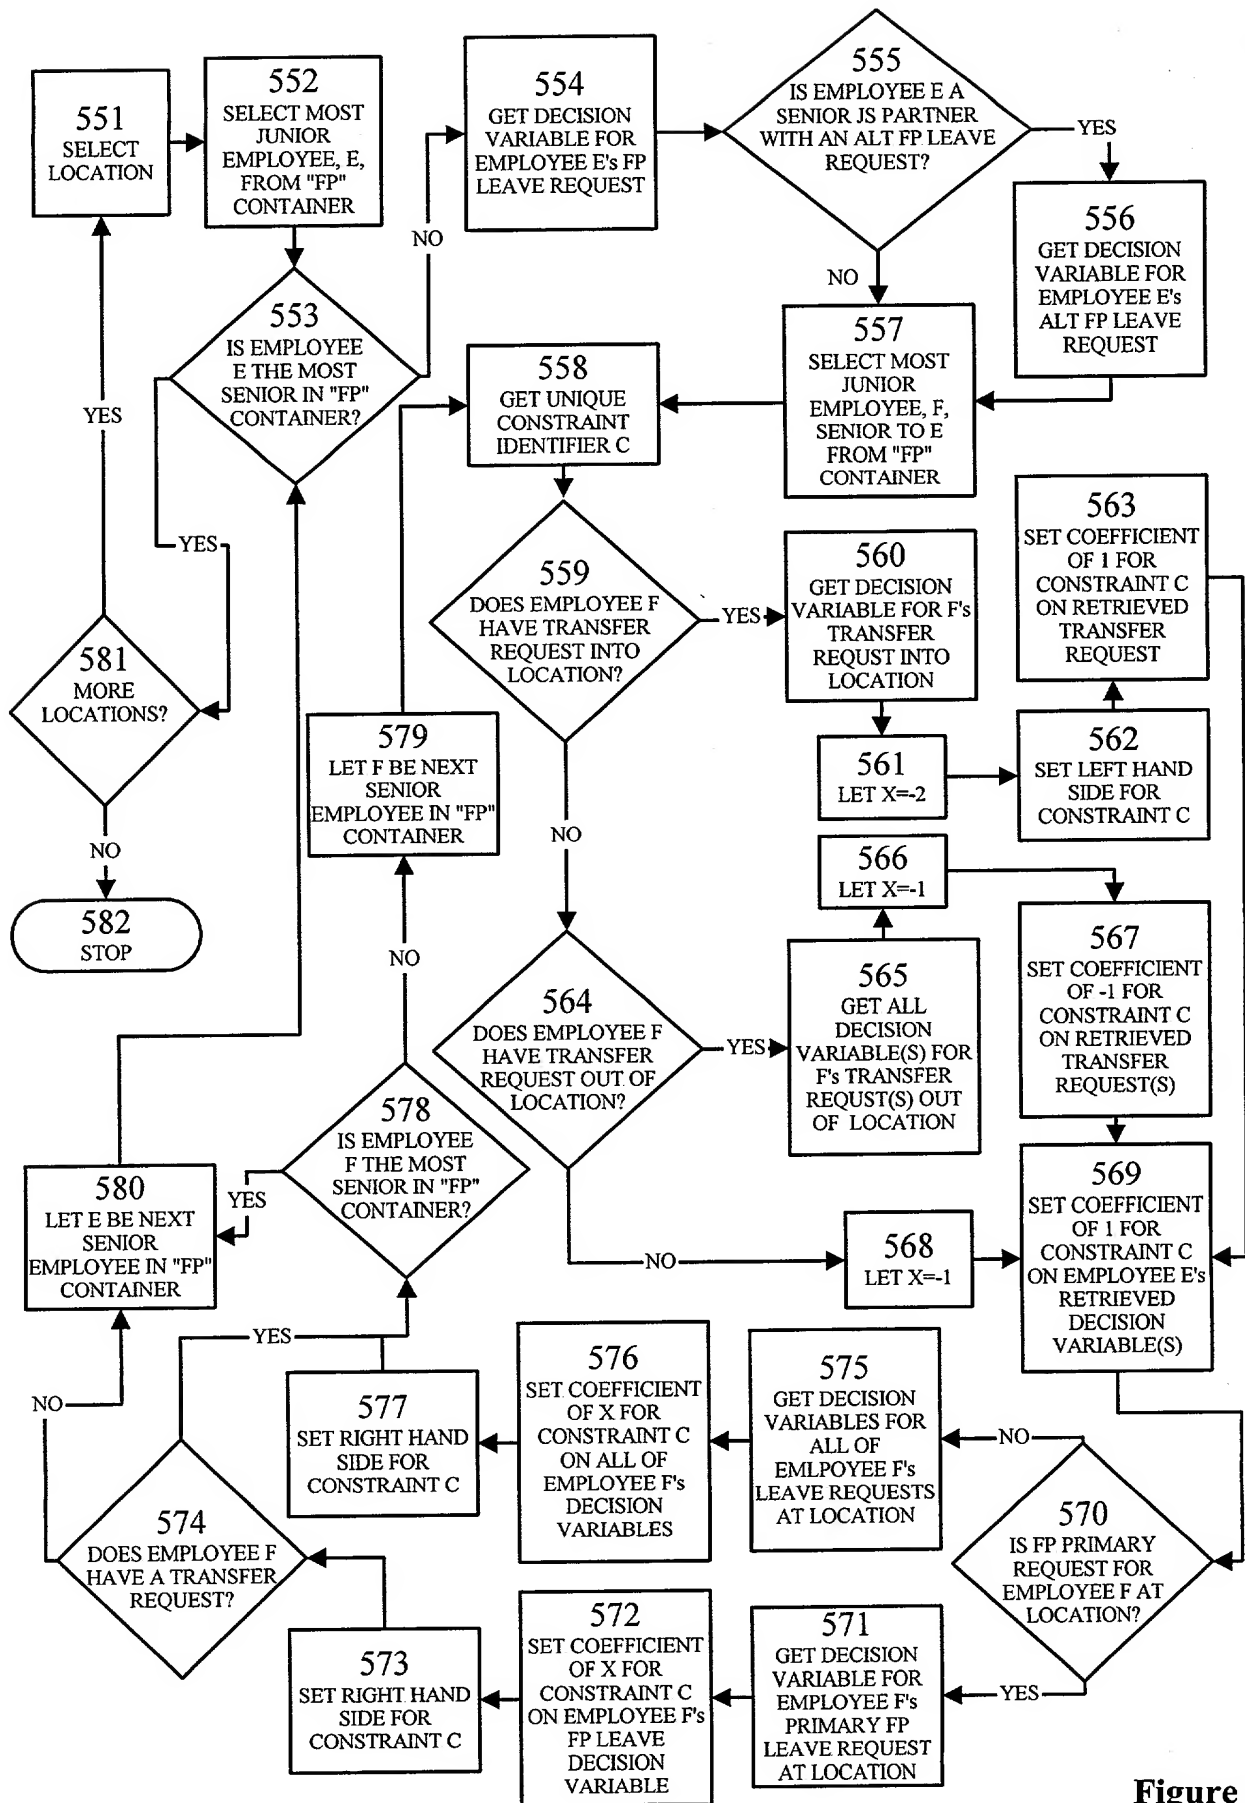 551
SELECT
LOCATION
552
SELECT MOST
JUNIOR
EMPLOYEE, E,
FROM "FP"
CONTAINER
553
IS EMPLOYEE
E THE MOST
SENIOR IN "FP"
CONTAINER?
NO
YES
YES
554
GET DECISION
VARIABLE FOR
EMPLOYEE E's FP
LEAVE REQUEST
555
IS EMPLOYEE E A
SENIOR JS PARTNER
WITH AN ALT FP LEAVE
REQUEST?
YES
NO
556
GET DECISION
VARIABLE FOR
EMPLOYEE E's
ALT FP LEAVE
REQUEST
557
SELECT MOST
JUNIOR
EMPLOYEE, F,
SENIOR TO E
FROM "FP"
CONTAINER
558
GET UNIQUE
CONSTRAINT
IDENTIFIER C
559
DOES EMPLOYEE F
HAVE TRANSFER
REQUEST INTO
LOCATION?
YES
NO
560
GET DECISION
VARIABLE FOR F's
TRANSFER
REQUST INTO
LOCATION
561
LET X=-2
562
SET LEFT HAND
SIDE FOR
CONSTRAINT C
563
SET COEFFICIENT
OF 1 FOR
CONSTRAINT C
ON RETRIEVED
TRANSFER
REQUEST
564
DOES EMPLOYEE F
HAVE TRANSFER
REQUEST OUT OF
LOCATION?
YES
NO
565
GET ALL
DECISION
VARIABLE(S) FOR
F's TRANSFER
REQUST(S) OUT
OF LOCATION
566
LET X=-1
567
SET COEFFICIENT
OF -1 FOR
CONSTRAINT C
ON RETRIEVED
TRANSFER
REQUEST(S)
568
LET X=-1
569
SET COEFFICIENT
OF 1 FOR
CONSTRAINT C
ON EMPLOYEE E's
RETRIEVED
DECISION
VARIABLE(S)
570
IS FP PRIMARY
REQUEST FOR
EMPLOYEE F AT
LOCATION?
NO
YES
571
GET DECISION
VARIABLE FOR
EMPLOYEE F's
PRIMARY FP
LEAVE REQUEST
AT LOCATION
572
SET COEFFICIENT
OF X FOR
CONSTRAINT C
ON EMPLOYEE F's
FP LEAVE
DECISION
VARIABLE
573
SET RIGHT HAND
SIDE FOR
CONSTRAINT C
574
DOES EMPLOYEE F
HAVE A TRANSFER
REQUEST?
YES
NO
575
GET DECISION
VARIABLES FOR
ALL OF
EMLPOYEE F's
LEAVE REQUESTS
AT LOCATION
576
SET COEFFICIENT
OF X FOR
CONSTRAINT C
ON ALL OF
EMPLOYEE F's
DECISION
VARIABLES
577
SET RIGHT HAND
SIDE FOR
CONSTRAINT C
578
IS EMPLOYEE
F THE MOST
SENIOR IN "FP"
CONTAINER?
NO
YES
579
LET F BE NEXT
SENIOR
EMPLOYEE IN "FP"
CONTAINER
580
LET E BE NEXT
SENIOR
EMPLOYEE IN "FP"
CONTAINER
581
MORE
LOCATIONS?
NO
582
STOP
Figure